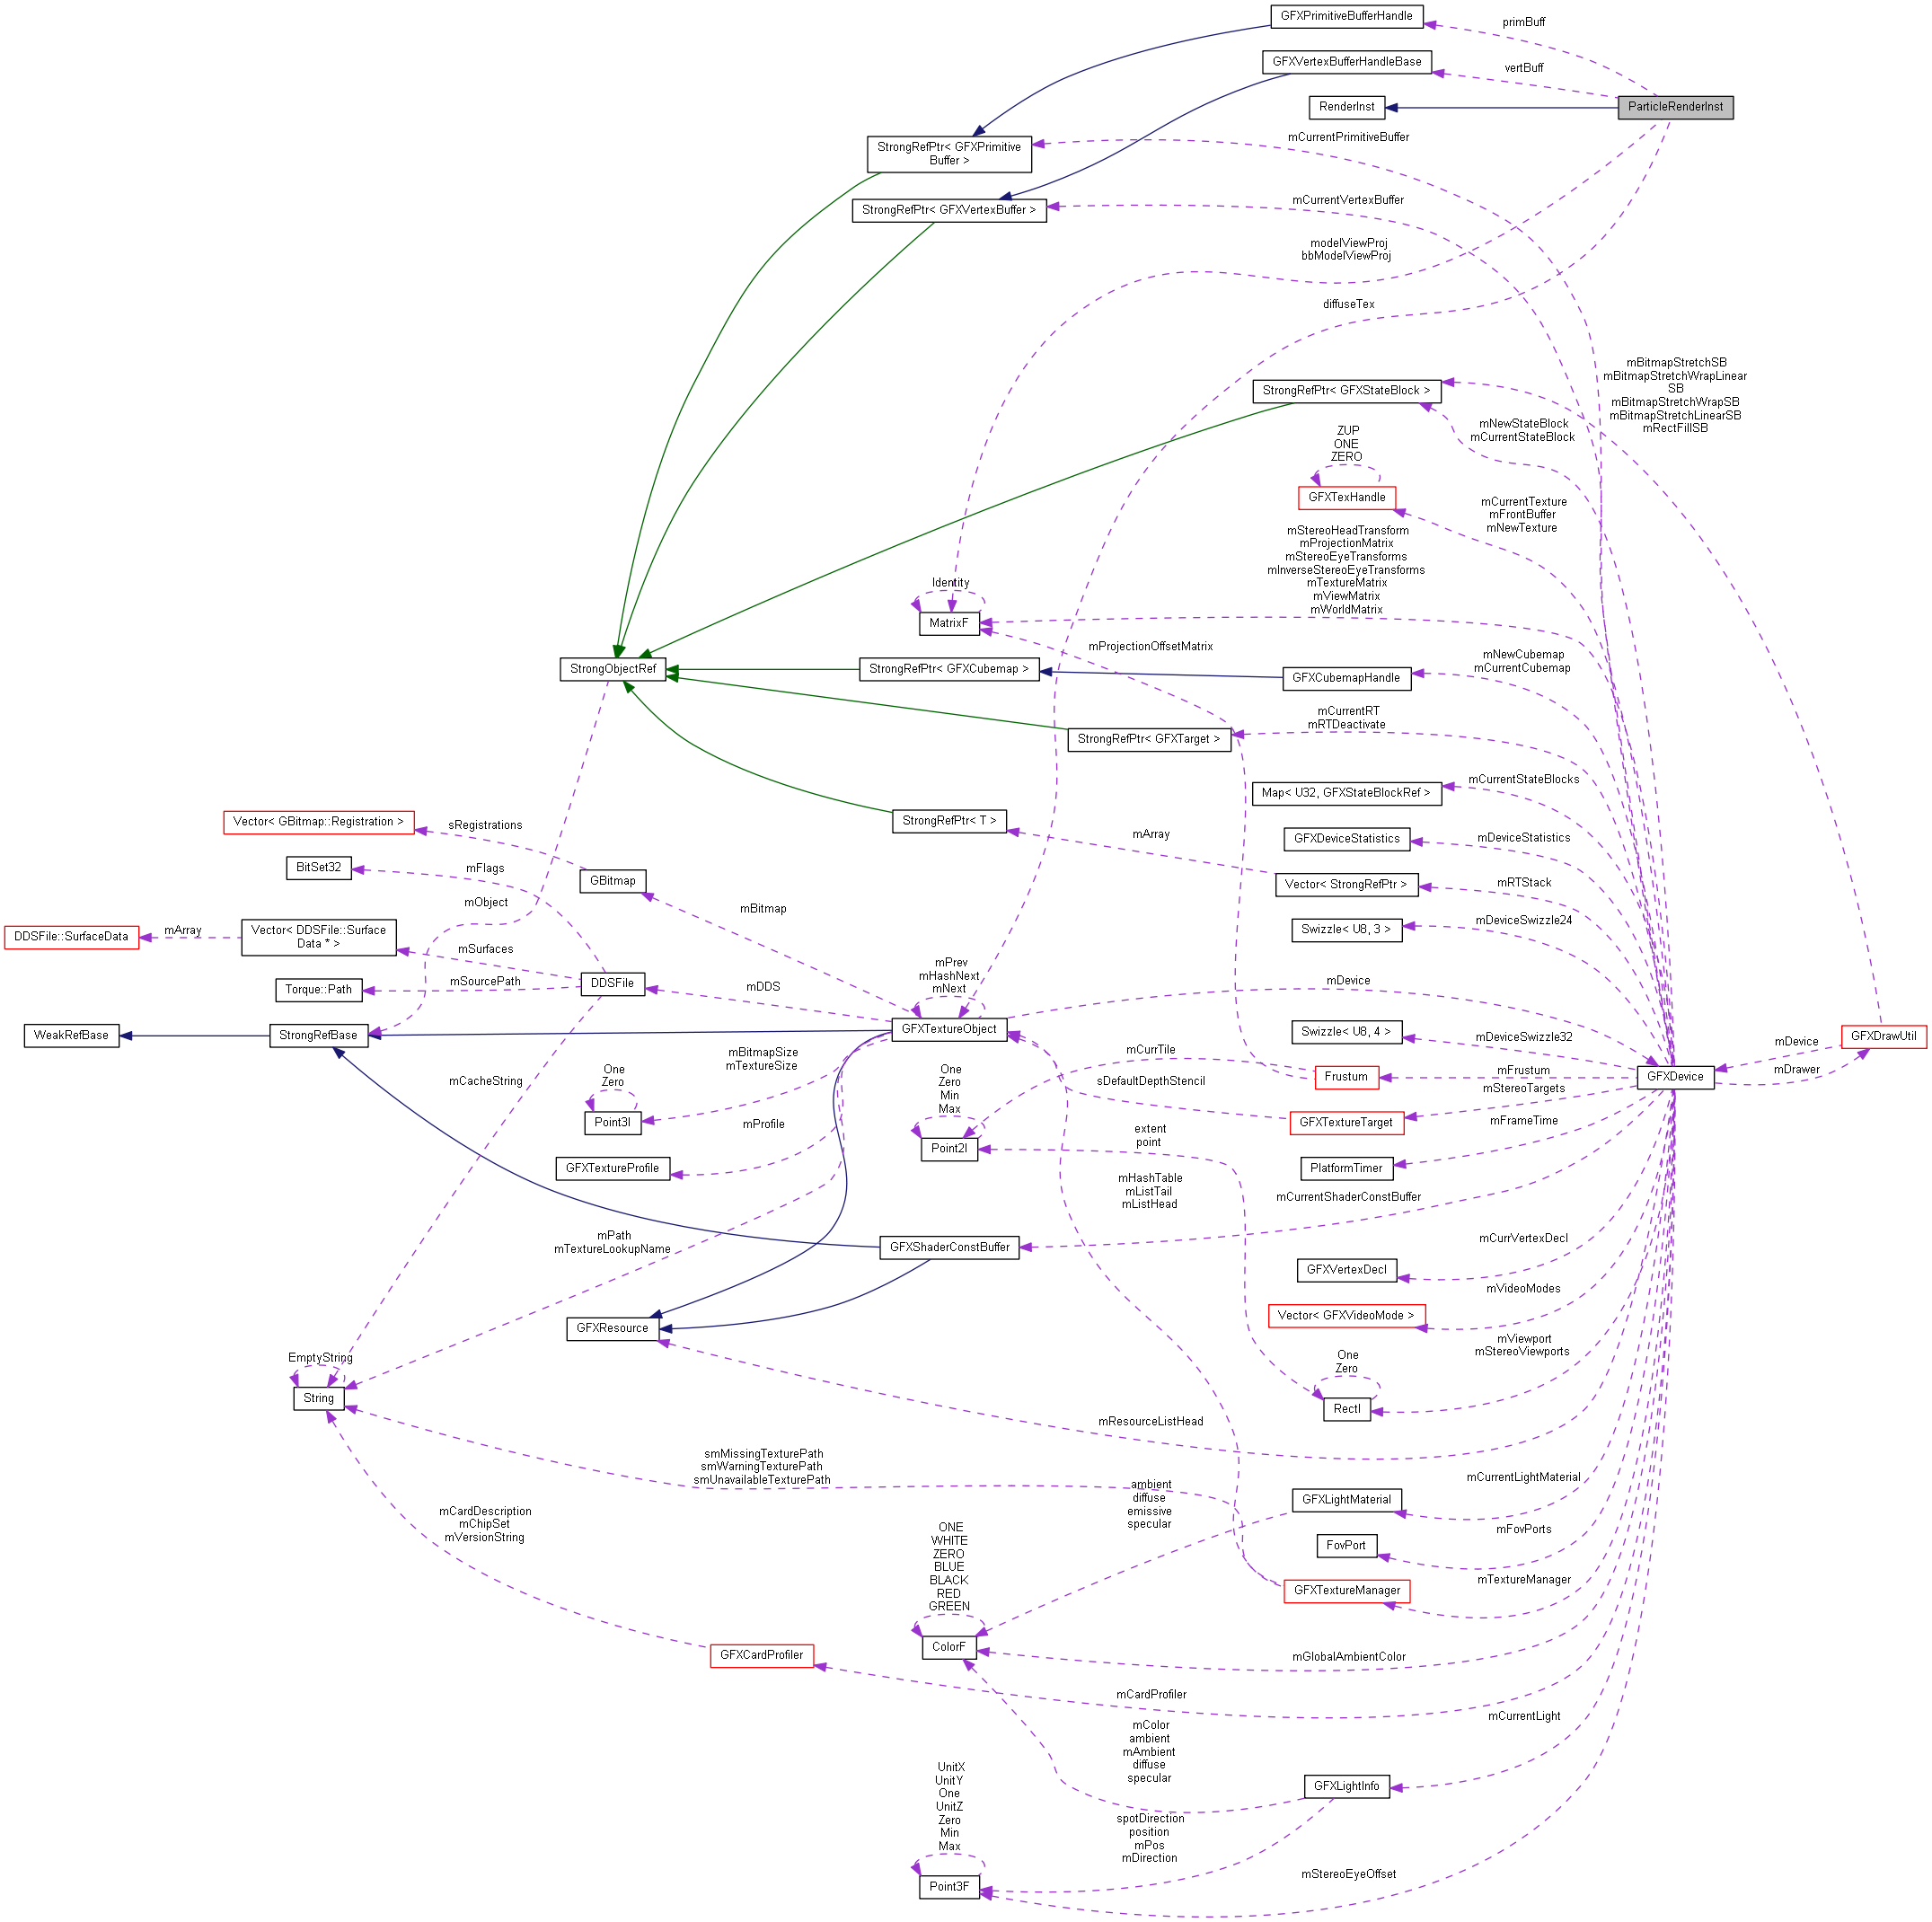 GFXPrimitiveBufferHandle
primBuff
GFXVertexBufferHandleBase
vertBuff
RenderInst
ParticleRenderInst
mCurrentPrimitiveBuffer
StrongRefPtr< GFXPrimitive
Buffer >
mCurrentVertexBuffer
StrongRefPtr< GFXVertexBuffer >
modelViewProj
bbModelViewProj
diffuseTex
mBitmapStretchSB
mBitmapStretchWrapLinear
SB
mBitmapStretchWrapSB
mBitmapStretchLinearSB
mRectFillSB
StrongRefPtr< GFXStateBlock >
mNewStateBlock
mCurrentStateBlock
ZUP
ONE
ZERO
GFXTexHandle
mCurrentTexture
mFrontBuffer
mNewTexture
mStereoHeadTransform
mProjectionMatrix
mStereoEyeTransforms
mInverseStereoEyeTransforms
mTextureMatrix
mViewMatrix
mWorldMatrix
Identity
MatrixF
mProjectionOffsetMatrix
StrongObjectRef
StrongRefPtr< GFXCubemap >
GFXCubemapHandle
mNewCubemap
mCurrentCubemap
mCurrentRT
mRTDeactivate
StrongRefPtr< GFXTarget >
Map< U32, GFXStateBlockRef >
mCurrentStateBlocks
Vector< GBitmap::Registration >
sRegistrations
StrongRefPtr< T >
mArray
GFXDeviceStatistics
mDeviceStatistics
BitSet32
mFlags
GBitmap
mBitmap
Vector< StrongRefPtr >
mRTStack
mObject
DDSFile::SurfaceData
mArray
Vector< DDSFile::Surface
Data * >
mSurfaces
Swizzle< U8, 3 >
mDeviceSwizzle24
Torque::Path
mSourcePath
DDSFile
mDDS
mPrev
mHashNext
mNext
mDevice
WeakRefBase
StrongRefBase
GFXTextureObject
Swizzle< U8, 4 >
mDeviceSwizzle32
mDevice
GFXDrawUtil
mCurrTile
mBitmapSize
mTextureSize
mCacheString
One
Zero
Point3I
One
Zero
Min
Max
Point2I
sDefaultDepthStencil
Frustum
mFrustum
mStereoTargets
GFXDevice
mDrawer
GFXTextureTarget
mFrameTime
mProfile
extent
point
GFXTextureProfile
PlatformTimer
mHashTable
mListTail
mListHead
mCurrentShaderConstBuffer
mPath
mTextureLookupName
GFXShaderConstBuffer
mCurrVertexDecl
GFXVertexDecl
GFXResource
Vector< GFXVideoMode >
mVideoModes
EmptyString
String
One
Zero
RectI
mViewport
mStereoViewports
mResourceListHead
smMissingTexturePath
smWarningTexturePath
smUnavailableTexturePath
mCurrentLightMaterial
ambient
diffuse
emissive
specular
GFXLightMaterial
mCardDescription
mChipSet
mVersionString
mFovPorts
FovPort
ONE
WHITE
ZERO
BLUE
BLACK
RED
GREEN
ColorF
GFXTextureManager
mTextureManager
GFXCardProfiler
mGlobalAmbientColor
mCardProfiler
mCurrentLight
mColor
ambient
mAmbient
diffuse
specular
UnitX
UnitY
One
UnitZ
Zero
Min
Max
Point3F
GFXLightInfo
spotDirection
position
mPos
mDirection
mStereoEyeOffset